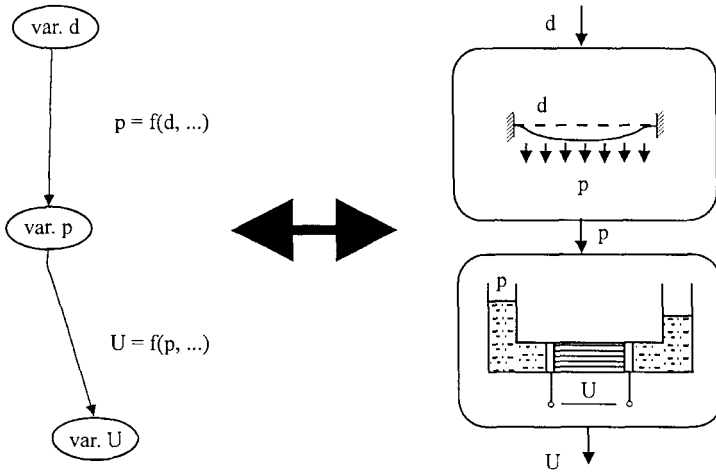 var. d
p = f(d, ...)
var. p
U = f(p, ...)
var. U
d
d
p
p
p
U
U